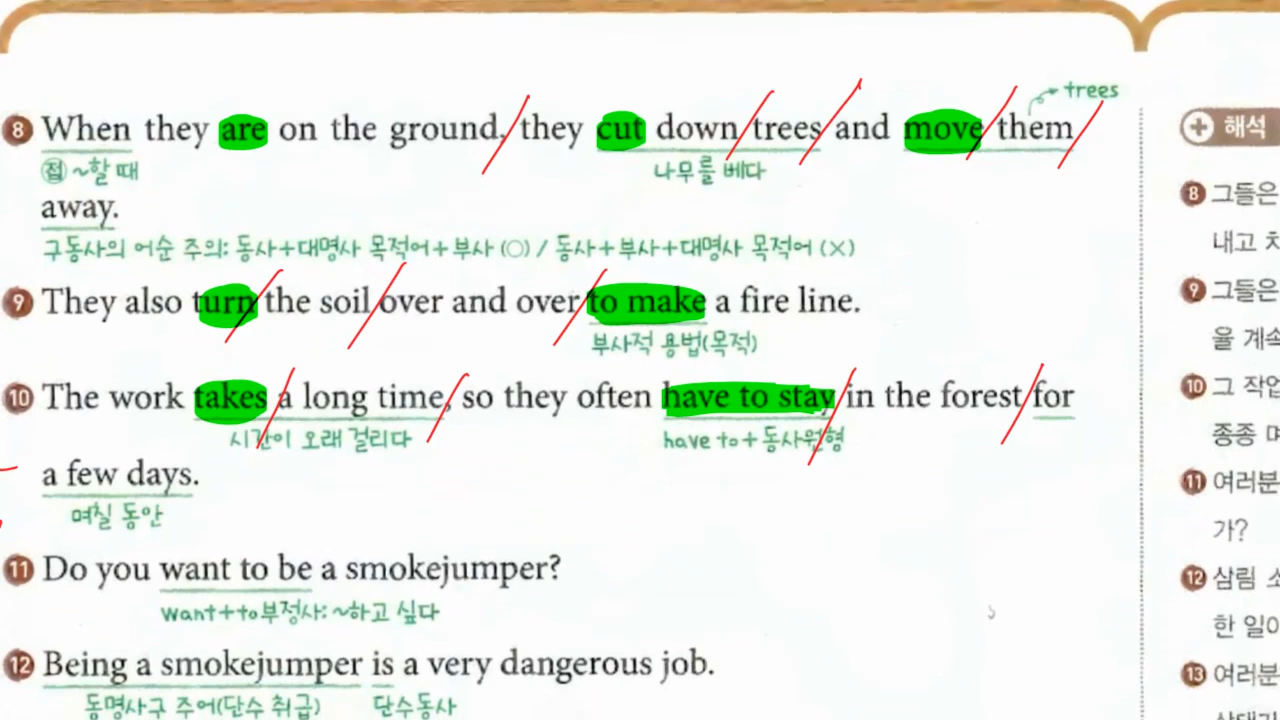 trees
8 When they are on the ground, they cut down trees and move them
접 ~할 때 나무를 베다
away.
구동사의 어순 주의: 동사+대명사 목적어+부사 (○) / 동사+부사+대명사 목적어 (×)
9 They also turn the soil over and over to make a fire line.
부사적 용법(목적)
10 The work takes a long time, so they often have to stay in the forest for
시간이 오래 걸리다 have to+동사원형
a few days.
며칠 동안
11 Do you want to be a smokejumper?
want+to부정사: ~하고 싶다
12 Being a smokejumper is a very dangerous job.
동명사구 주어(단수 취급) 단수동사
해석
8 그들은
내고
9 그들은
을 계속
10 그 작업
종종
11 여러분
가?
12 삼림
한 일이
13 여러분